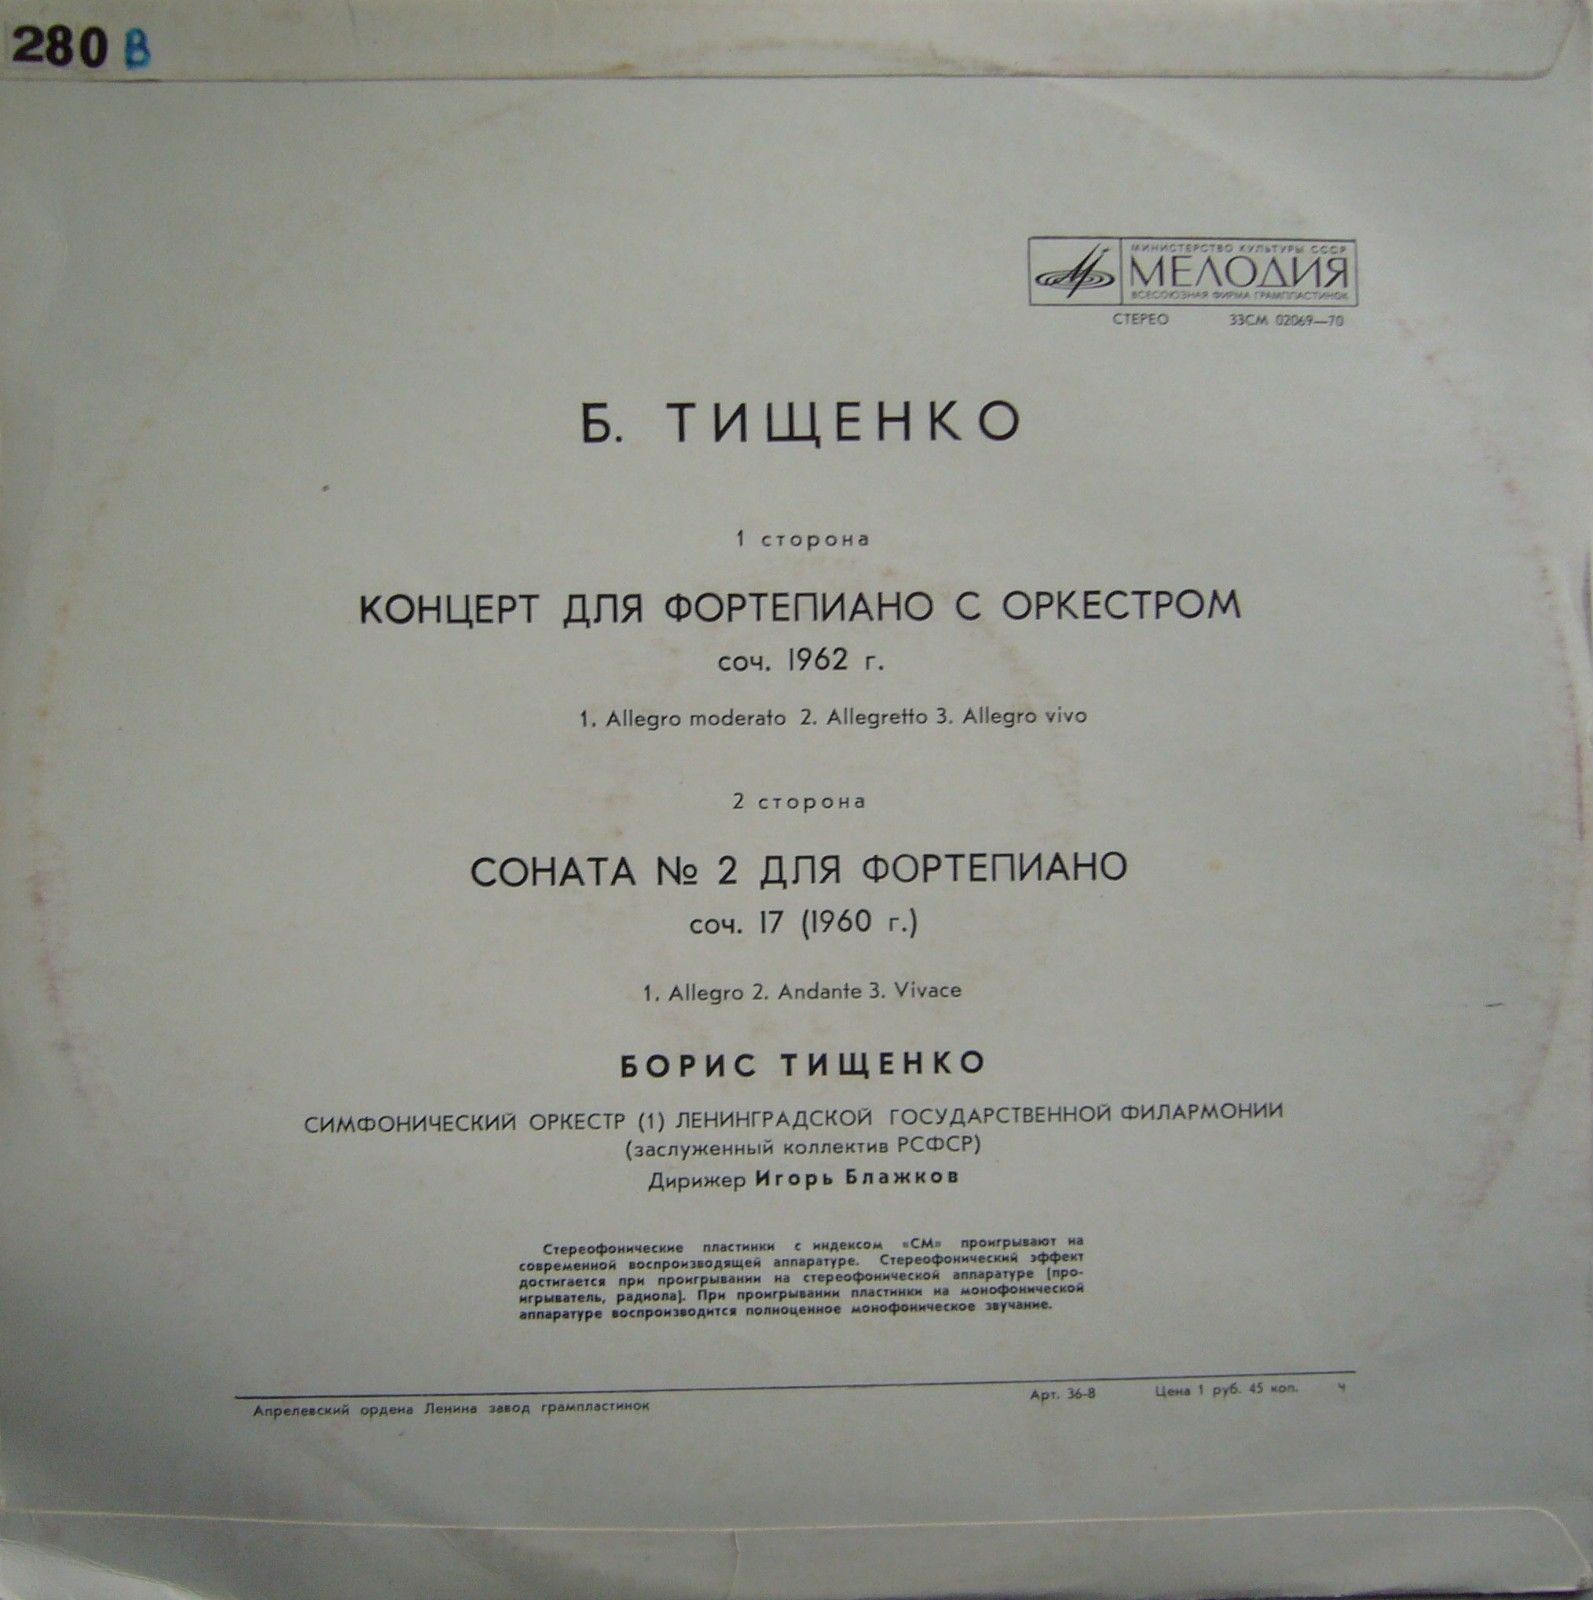 280 В
МИНИСТЕРСТВО КУЛЬТУРЫ СССР
МЕЛОДИЯ
ВСЕСОЮЗНАЯ ФИРМА ГРАМПЛАСТИНОК
СТЕРЕО 33СМ 02069—70
Б. ТИЩЕНКО
1 сторона
КОНЦЕРТ ДЛЯ ФОРТЕПИАНО С ОРКЕСТРОМ
соч. 1962 г.
1. Allegro moderato 2. Allegretto 3. Allegro vivo
2 сторона
СОНАТА № 2 ДЛЯ ФОРТЕПИАНО
соч. 17 (1960 г.)
1. Allegro 2. Andante 3. Vivace
БОРИС ТИЩЕНКО
СИМФОНИЧЕСКИЙ ОРКЕСТР (1) ЛЕНИНГРАДСКОЙ ГОСУДАРСТВЕННОЙ ФИЛАРМОНИИ
(заслуженный коллектив РСФСР)
Дирижер Игорь Блажков
Стереофонические пластинки с индексом «СМ» проигрывают на
современной воспроизводящей аппаратуре. Стереофонический эффект
достигается при проигрывании на стереофонической аппаратуре (про-
игрыватель, радиола). При проигрывании пластинки на монофонической
аппаратуре воспроизводится полноценное монофоническое звучание.
Апрелевский ордена Ленина завод грампластинок Арт. 36-8 Цена 1 руб. 45 коп. Ч